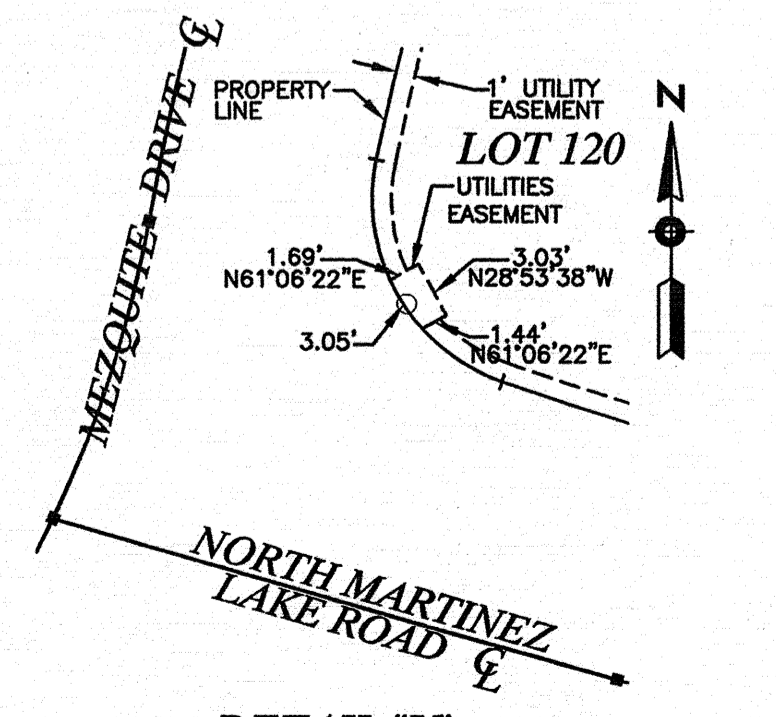 ℄
MEZQUITE DRIVE
PROPERTY
LINE
1' UTILITY
EASEMENT
N
LOT 120
UTILITIES
EASEMENT
1.69'
N61°06'22"E
3.03'
N28°53'38"W
3.05'
1.44'
N61°06'22"E
NORTH MARTINEZ
LAKE ROAD ℄